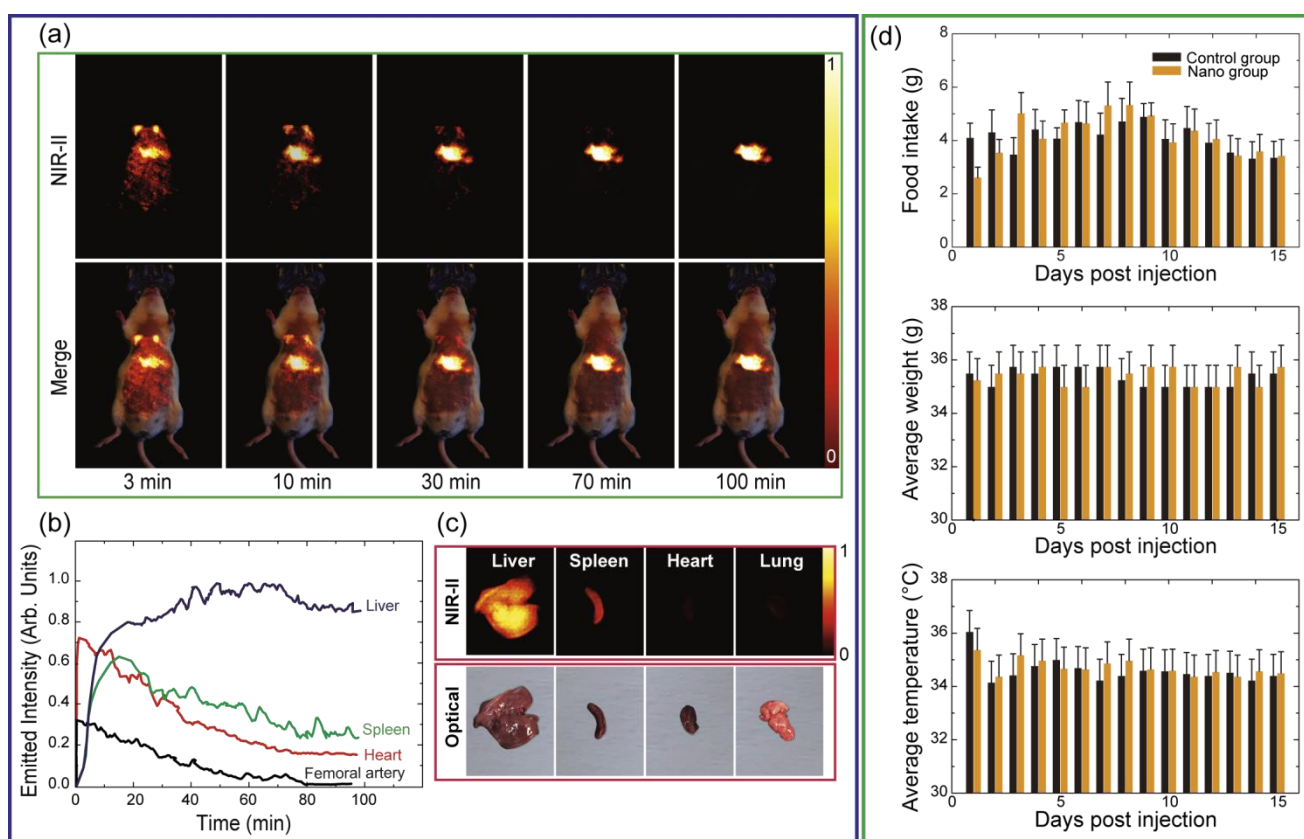 (a)
NIR-II
Merge
1
0
3 min 10 min 30 min 70 min 100 min
(b)
Emitted Intensity (Arb. Units)
1.0
0.8
0.6
0.4
0.2
0.0
Liver
Spleen
Heart
Femoral artery
0 20 40 60 80 100
Time (min)
(c)
Liver Spleen Heart Lung
NIR-II
1
0
Optical
(d)
Food intake (g)
8
6
4
2
0
Control group
Nano group
0 5 10 15
Days post injection
Average weight (g)
38
36
34
32
30
0 5 10 15
Days post injection
Average temperature (°C)
38
36
34
32
30
0 5 10 15
Days post injection